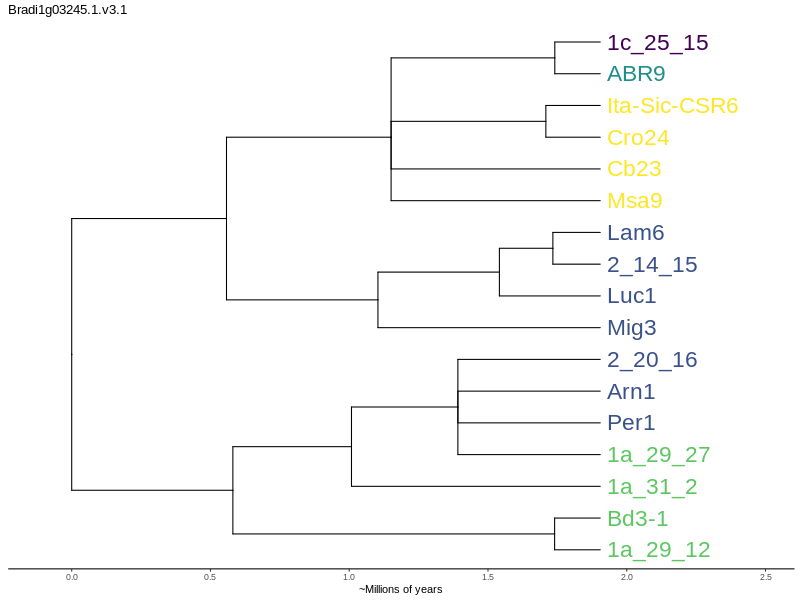 Bradi1g03245.1.v3.1
1c_25_15
ABR9
Ita-Sic-CSR6
Cro24
Cb23
Msa9
Lam6
2_14_15
Luc1
Mig3
2_20_16
Arn1
Per1
1a_29_27
1a_31_2
Bd3-1
1a_29_12
0.0 0.5 1.0 1.5 2.0 2.5
~Millions of years